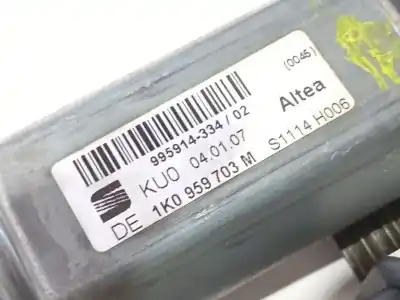 (0045)
Altea
995914-334/02
S1114 H006
KU0 04.01.07
DE 1K0 959 703 M